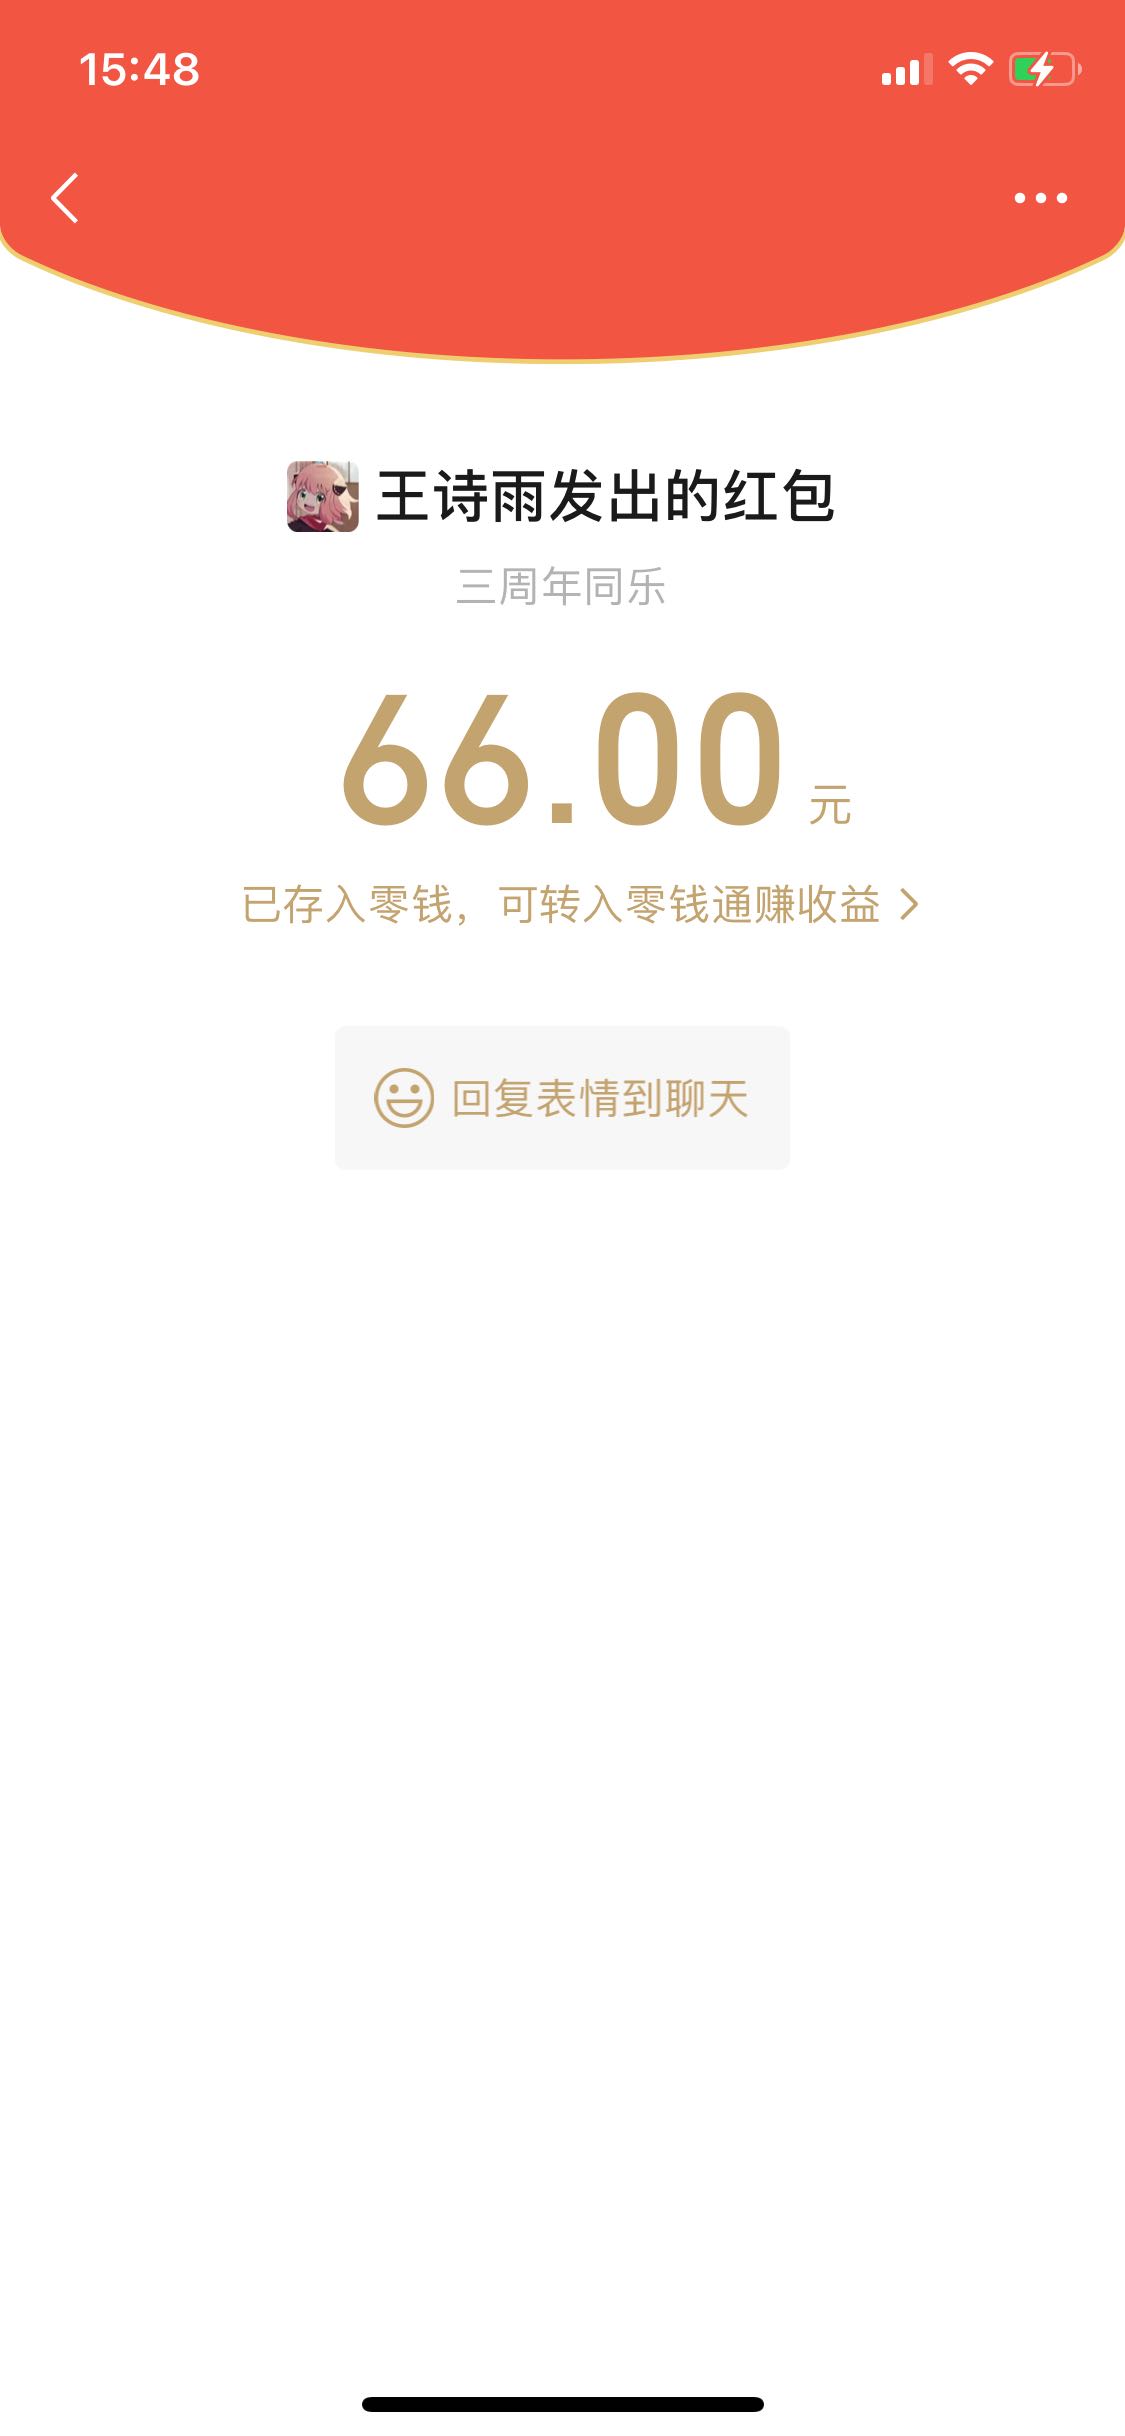 15:48
王诗雨发出的红包
三周年同乐
66.00 元
已存入零钱，可转入零钱通赚收益
回复表情到聊天